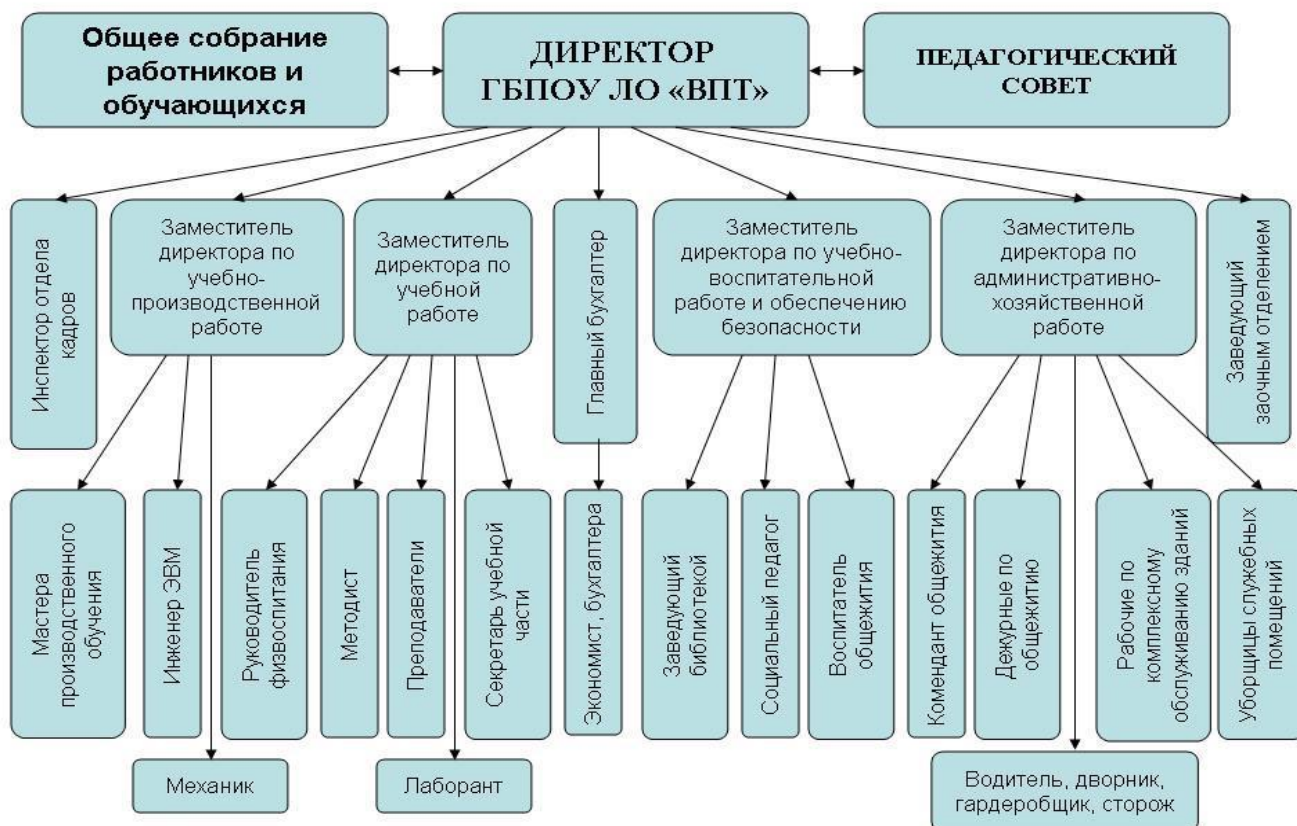 Общее собрание
работников и
обучающихся
ДИРЕКТОР
ГБПОУ ЛО «ВПТ»
ПЕДАГОГИЧЕСКИЙ
СОВЕТ
Инспектор отдела
кадров
Заместитель
директора по
учебно-
производственной
работе
Заместитель
директора по
учебной
работе
Главный бухгалтер
Заместитель
директора по учебно-
воспитательной
работе и обеспечению
безопасности
Заместитель
директора по
административно-
хозяйственной
работе
Заведующий
заочным отделением
Мастера
производственного
обучения
Инженер ЭВМ
Руководитель
физвоспитания
Методист
Преподаватели
Секретарь учебной
части
Экономист, бухгалтера
Заведующий
библиотекой
Социальный педагог
Воспитатель
общежития
Комендант общежития
Дежурные по
общежитию
Рабочие по
комплексному
обслуживанию зданий
Уборщицы служебных
помещений
Механик
Лаборант
Водитель, дворник,
гардеробщик, сторож